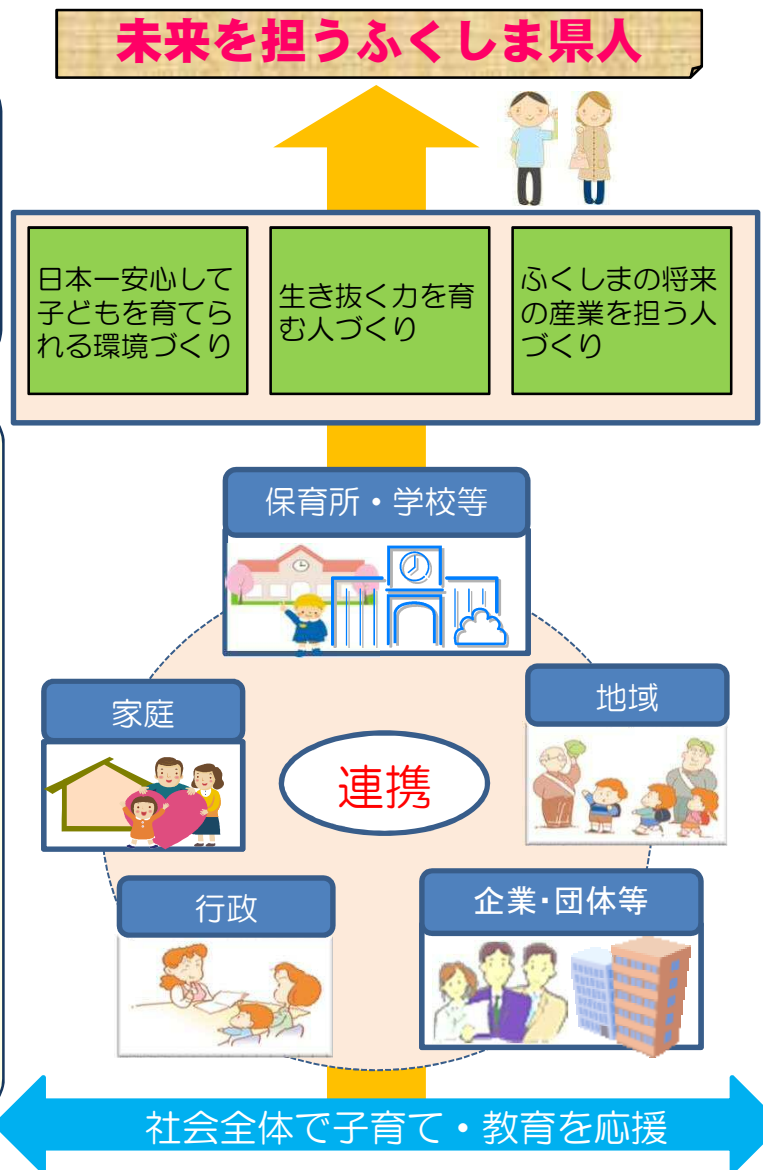 未来を担うふくしま県人
日本一安心して
子どもを育てら
れる環境づくり
生き抜く力を育
む人づくり
ふくしまの将来
の産業を担う人
づくり
保育所・学校等
家庭
地域
連携
行政
企業・団体等
社会全体で子育て・教育を応援